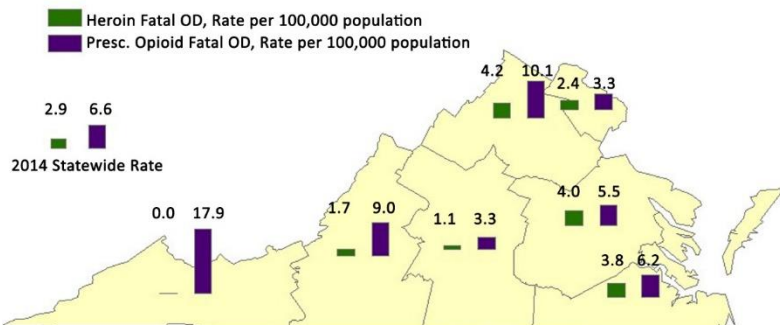 Heroin Fatal OD, Rate per 100,000 population
Presc. Opioid Fatal OD, Rate per 100,000 population
4.2 10.1
2.4 3.3
2.9 6.6
2014 Statewide Rate
4.0 5.5
0.0 17.9
1.7 9.0
1.1 3.3
3.8 6.2